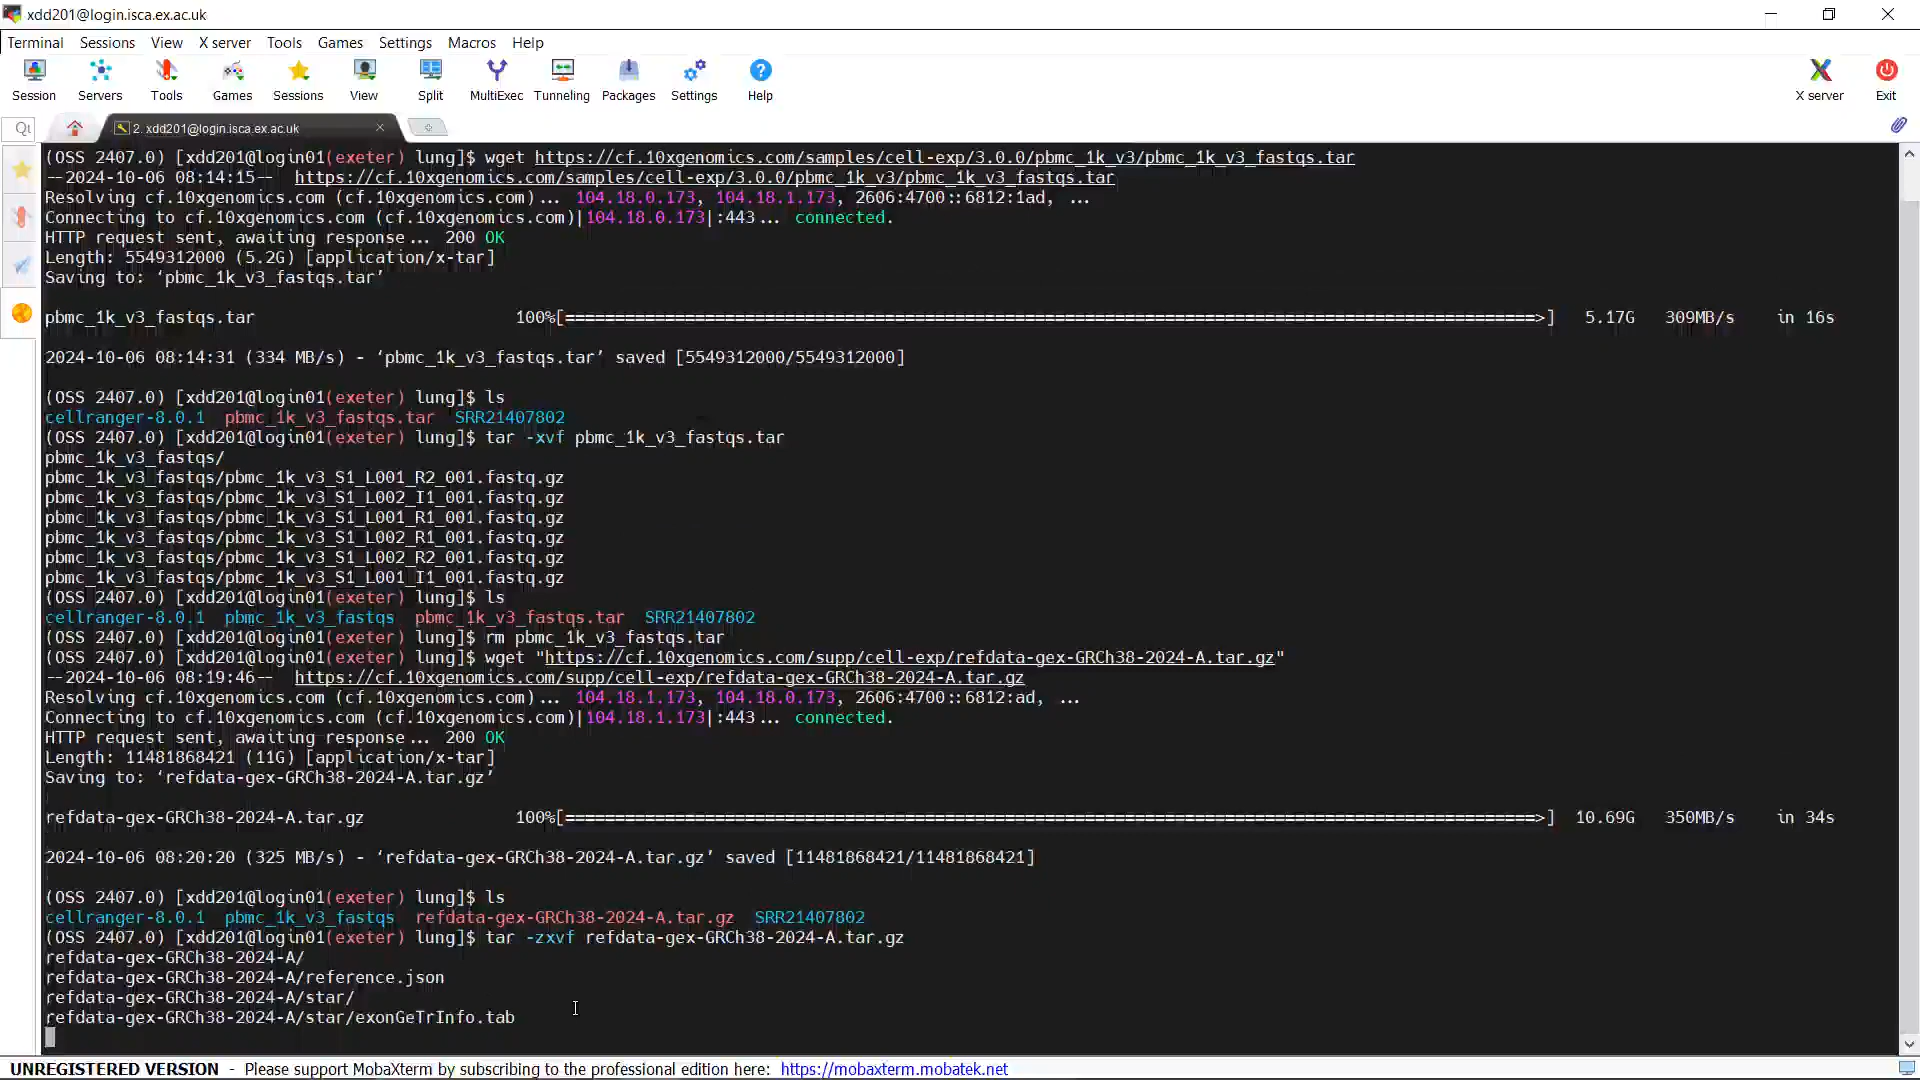 xdd201@login.isca.ex.ac.uk
Terminal Sessions View X server Tools Games Settings Macros Help
Session Servers Tools Games Sessions View Split MultiExec Tunneling Packages Settings Help X server Exit
Qt 2. xdd201@login.isca.ex.ac.uk
(OSS 2407.0) [xdd201@login01(exeter) lung]$ wget https://cf.10xgenomics.com/samples/cell-exp/3.0.0/pbmc_1k_v3/pbmc_1k_v3_fastqs.tar
--2024-10-06 08:14:15-- https://cf.10xgenomics.com/samples/cell-exp/3.0.0/pbmc_1k_v3/pbmc_1k_v3_fastqs.tar
Resolving cf.10xgenomics.com (cf.10xgenomics.com)... 104.18.0.173, 104.18.1.173, 2606:4700::6812:1ad, ...
Connecting to cf.10xgenomics.com (cf.10xgenomics.com)|104.18.0.173|:443... connected.
HTTP request sent, awaiting response... 200 OK
Length: 5549312000 (5.2G) [application/x-tar]
Saving to: ‘pbmc_1k_v3_fastqs.tar’
pbmc_1k_v3_fastqs.tar 100%[=================================================================================================>] 5.17G 309MB/s in 16s
2024-10-06 08:14:31 (334 MB/s) - ‘pbmc_1k_v3_fastqs.tar’ saved [5549312000/5549312000]
(OSS 2407.0) [xdd201@login01(exeter) lung]$ ls
cellranger-8.0.1 pbmc_1k_v3_fastqs.tar SRR21407802
(OSS 2407.0) [xdd201@login01(exeter) lung]$ tar -xvf pbmc_1k_v3_fastqs.tar
pbmc_1k_v3_fastqs/
pbmc_1k_v3_fastqs/pbmc_1k_v3_S1_L001_R2_001.fastq.gz
pbmc_1k_v3_fastqs/pbmc_1k_v3_S1_L002_I1_001.fastq.gz
pbmc_1k_v3_fastqs/pbmc_1k_v3_S1_L001_R1_001.fastq.gz
pbmc_1k_v3_fastqs/pbmc_1k_v3_S1_L002_R1_001.fastq.gz
pbmc_1k_v3_fastqs/pbmc_1k_v3_S1_L002_R2_001.fastq.gz
pbmc_1k_v3_fastqs/pbmc_1k_v3_S1_L001_I1_001.fastq.gz
(OSS 2407.0) [xdd201@login01(exeter) lung]$ ls
cellranger-8.0.1 pbmc_1k_v3_fastqs pbmc_1k_v3_fastqs.tar SRR21407802
(OSS 2407.0) [xdd201@login01(exeter) lung]$ rm pbmc_1k_v3_fastqs.tar
(OSS 2407.0) [xdd201@login01(exeter) lung]$ wget "https://cf.10xgenomics.com/supp/cell-exp/refdata-gex-GRCh38-2024-A.tar.gz"
--2024-10-06 08:19:46-- https://cf.10xgenomics.com/supp/cell-exp/refdata-gex-GRCh38-2024-A.tar.gz
Resolving cf.10xgenomics.com (cf.10xgenomics.com)... 104.18.1.173, 104.18.0.173, 2606:4700::6812:ad, ...
Connecting to cf.10xgenomics.com (cf.10xgenomics.com)|104.18.1.173|:443... connected.
HTTP request sent, awaiting response... 200 OK
Length: 11481868421 (11G) [application/x-tar]
Saving to: ‘refdata-gex-GRCh38-2024-A.tar.gz’
refdata-gex-GRCh38-2024-A.tar.gz 100%[=================================================================================================>] 10.69G 350MB/s in 34s
2024-10-06 08:20:20 (325 MB/s) - ‘refdata-gex-GRCh38-2024-A.tar.gz’ saved [11481868421/11481868421]
(OSS 2407.0) [xdd201@login01(exeter) lung]$ ls
cellranger-8.0.1 pbmc_1k_v3_fastqs refdata-gex-GRCh38-2024-A.tar.gz SRR21407802
(OSS 2407.0) [xdd201@login01(exeter) lung]$ tar -zxvf refdata-gex-GRCh38-2024-A.tar.gz
refdata-gex-GRCh38-2024-A/
refdata-gex-GRCh38-2024-A/reference.json
refdata-gex-GRCh38-2024-A/star/
refdata-gex-GRCh38-2024-A/star/exonGeTrInfo.tab
UNREGISTERED VERSION - Please support MobaXterm by subscribing to the professional edition here: https://mobaxterm.mobatek.net